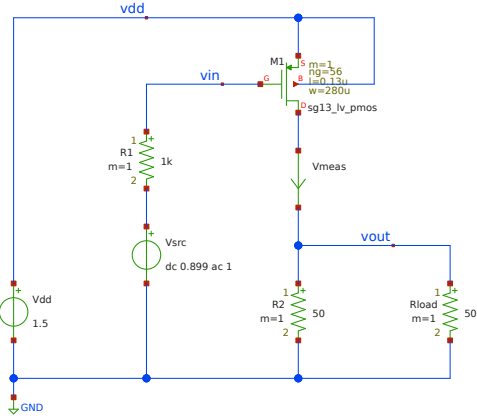 vdd
M1
S
m=1
ng=56
l=0.13u
w=280u
G
B
D
sg13_lv_pmos
vin
1
+
R1
m=1
2
1k
Vmeas
+
Vsrc
dc 0.899 ac 1
vout
+
Vdd
1.5
1
+
R2
m=1
2
50
1
+
Rload
m=1
2
50
GND